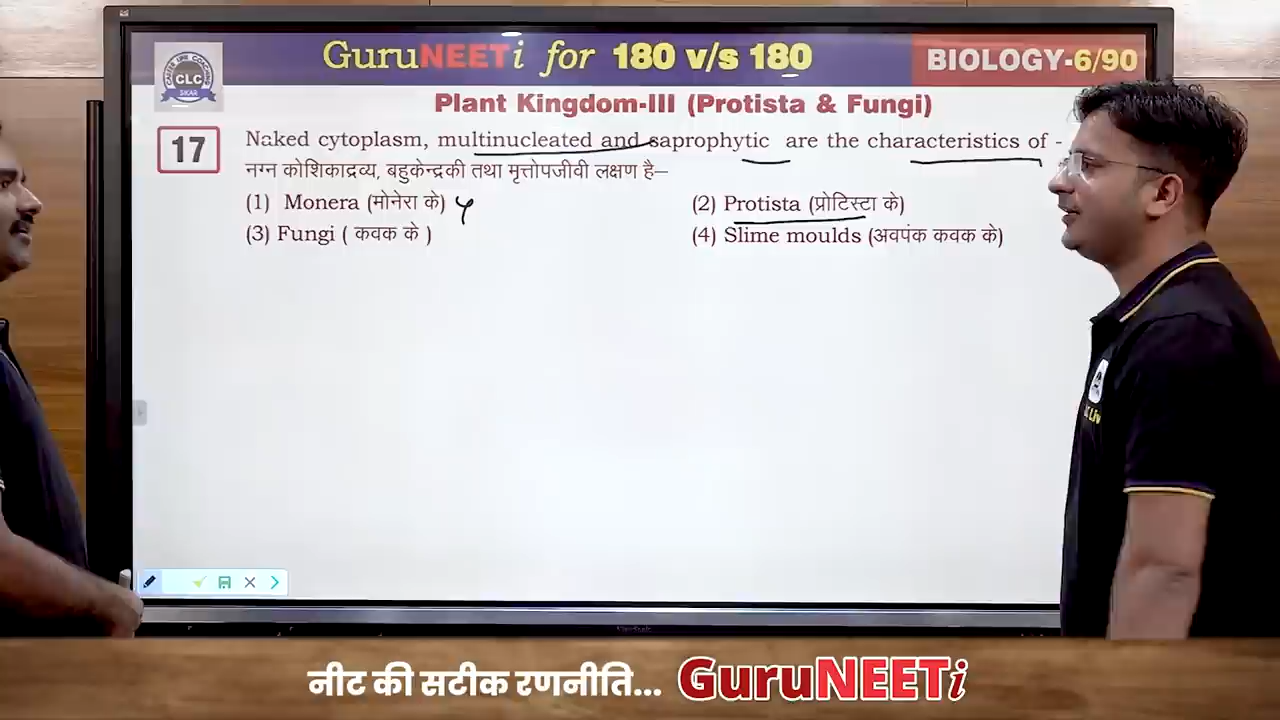 GuruNEETi for 180 v/s 180
BIOLOGY-6/90
CLC
SIKAR
Plant Kingdom-III (Protista & Fungi)
17
Naked cytoplasm, multinucleated and saprophytic are the characteristics of -
नग्न कोशिकाद्रव्य, बहुकेन्द्रकी तथा मृत्तोपजीवी लक्षण है–
(1) Monera (मोनेरा के)
(2) Protista (प्रोटिस्टा के)
(3) Fungi ( कवक के )
(4) Slime moulds (अवपंक कवक के)
नीट की सटीक रणनीति... GuruNEETi